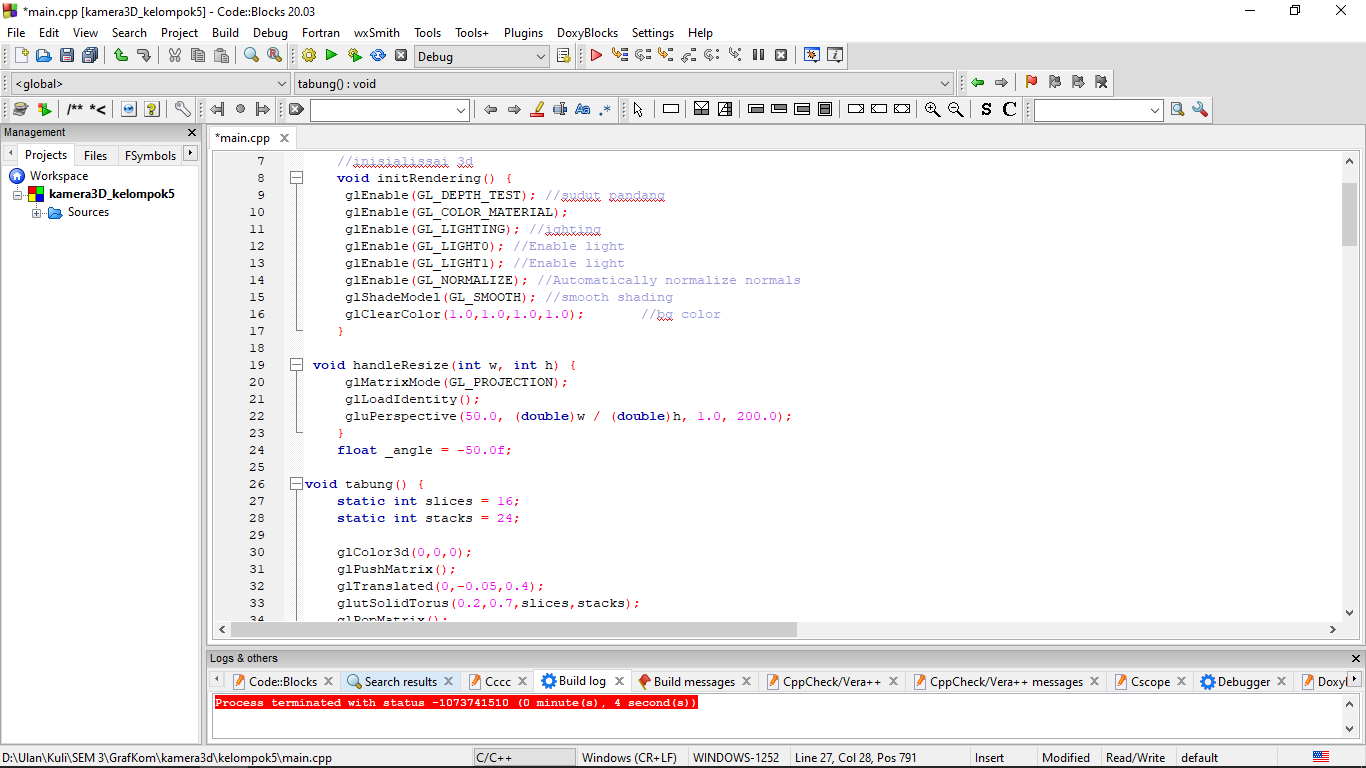 *main.cpp [kamera3D_kelompok5] - Code::Blocks 20.03
File Edit View Search Project Build Debug Fortran wxSmith Tools Tools+ Plugins DoxyBlocks Settings Help
Debug
<global> tabung() : void
/** *< Aa .* S C
Management
*main.cpp
Projects Files FSymbols
Workspace
kamera3D_kelompok5
Sources
7 //inisialissai 3d
8 void initRendering() {
9 glEnable(GL_DEPTH_TEST); //sudut pandang
10 glEnable(GL_COLOR_MATERIAL);
11 glEnable(GL_LIGHTING); //ighting
12 glEnable(GL_LIGHT0); //Enable light
13 glEnable(GL_LIGHT1); //Enable light
14 glEnable(GL_NORMALIZE); //Automatically normalize normals
15 glShadeModel(GL_SMOOTH); //smooth shading
16 glClearColor(1.0,1.0,1.0,1.0); //bg color
17 }
18
19 void handleResize(int w, int h) {
20 glMatrixMode(GL_PROJECTION);
21 glLoadIdentity();
22 gluPerspective(50.0, (double)w / (double)h, 1.0, 200.0);
23 }
24 float _angle = -50.0f;
25
26 void tabung() {
27 static int slices = 16;
28 static int stacks = 24;
29
30 glColor3d(0,0,0);
31 glPushMatrix();
32 glTranslated(0,-0.05,0.4);
33 glutSolidTorus(0.2,0.7,slices,stacks);
34 glPopMatrix();
Logs & others
Code::Blocks Search results Cccc Build log Build messages CppCheck/Vera++ CppCheck/Vera++ messages Cscope Debugger Doxyl
Process terminated with status -1073741510 (0 minute(s), 4 second(s))
D:\Ulan\Kuli\SEM 3\GrafKom\kamera3d\kelompok5\main.cpp C/C++ Windows (CR+LF) WINDOWS-1252 Line 27, Col 28, Pos 791 Insert Modified Read/Write default